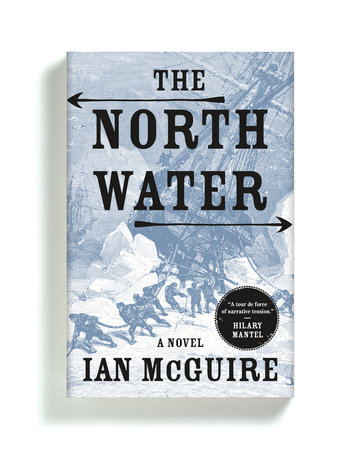 THE
NORTH
WATER
"A tour de force
of narrative tension."
—
HILARY
MANTEL
A NOVEL
IAN McGUIRE